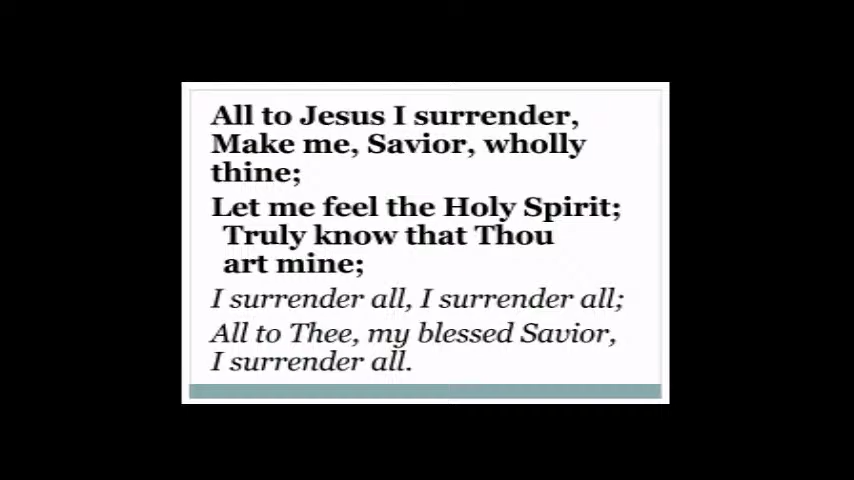 All to Jesus I surrender,
Make me, Savior, wholly
thine;
Let me feel the Holy Spirit;
Truly know that Thou
art mine;
I surrender all, I surrender all;
All to Thee, my blessed Savior,
I surrender all.